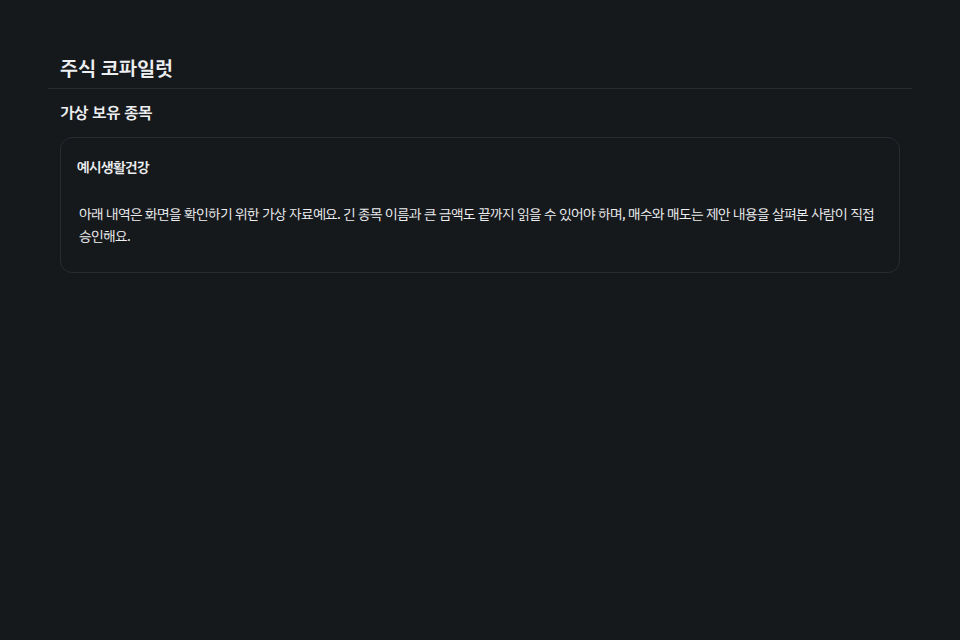 주식 코파일럿
가상 보유 종목
예시생활건강
아래 내역은 화면을 확인하기 위한 가상 자료예요. 긴 종목 이름과 큰 금액도 끝까지 읽을 수 있어야 하며, 매수와 매도는 제안 내용을 살펴본 사람이 직접
승인해요.